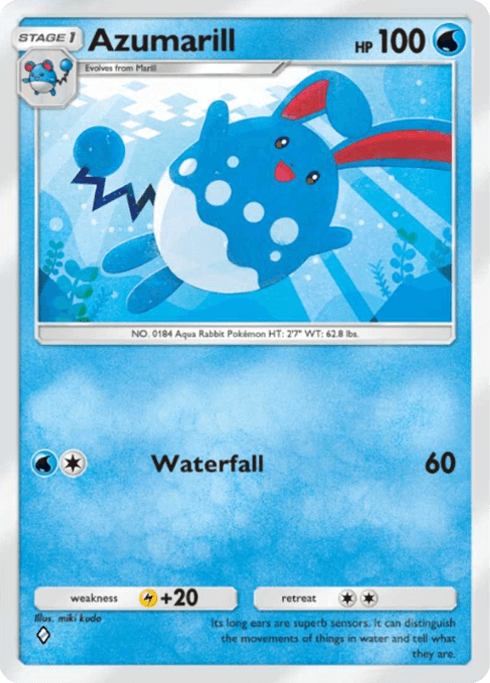 STAGE 1 Azumarill HP 100
Evolves from Marill
NO. 0184 Aqua Rabbit Pokémon HT: 2'7" WT: 62.8 lbs.
Waterfall 60
weakness +20 retreat
Illus. miki kudo
Its long ears are superb sensors. It can distinguish
the movements of things in water and tell what
they are.